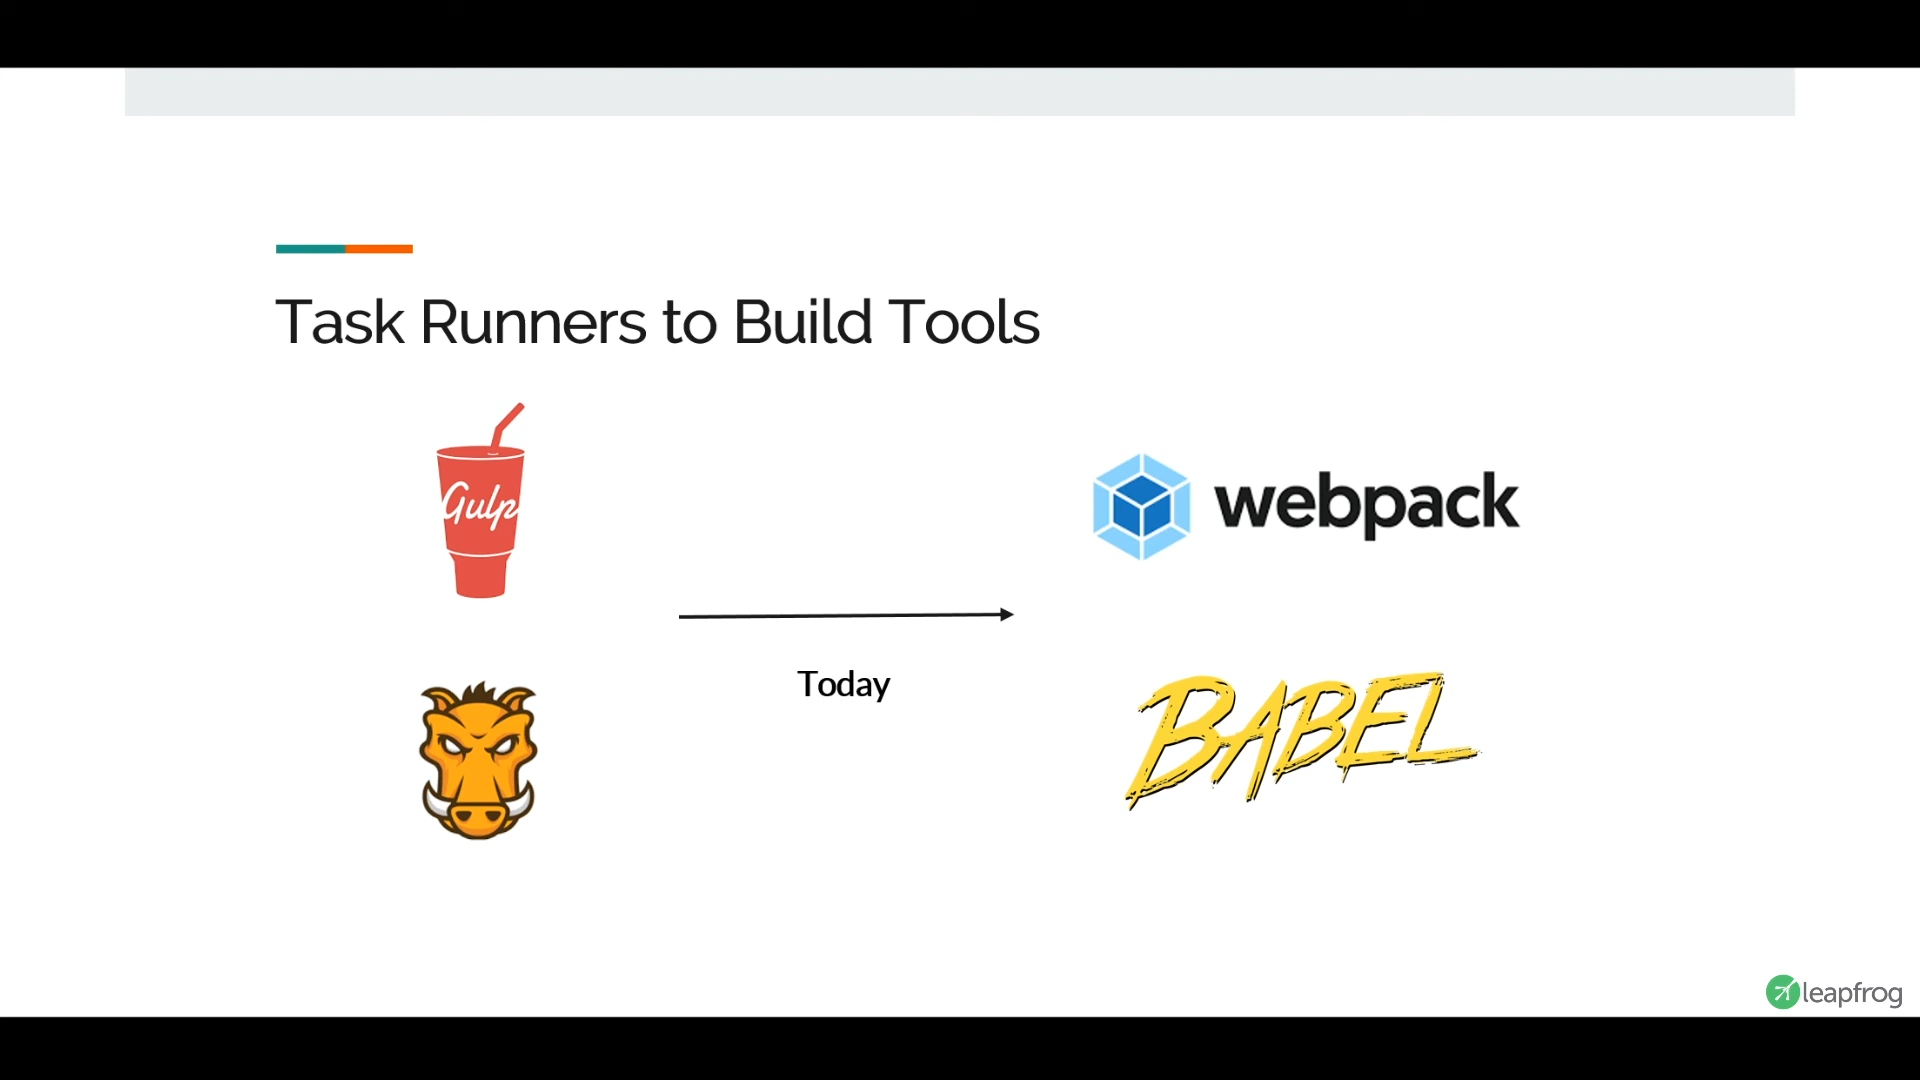 Task Runners to Build Tools
Gulp
webpack
Today
BABEL
leapfrog